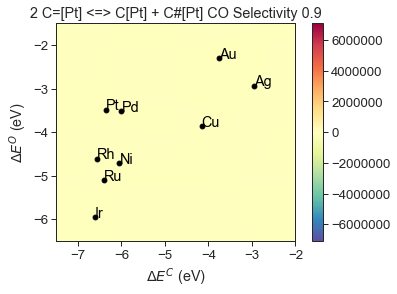 2 C=[Pt] <=> C[Pt] + C#[Pt] CO Selectivity 0.9
Au
Ag
Pt Pd
Cu
Rh Ni
Ru
Ir
−2
−3
−4
−5
−6
ΔE^O (eV)
−7 −6 −5 −4 −3 −2
ΔE^C (eV)
6000000
4000000
2000000
0
−2000000
−4000000
−6000000